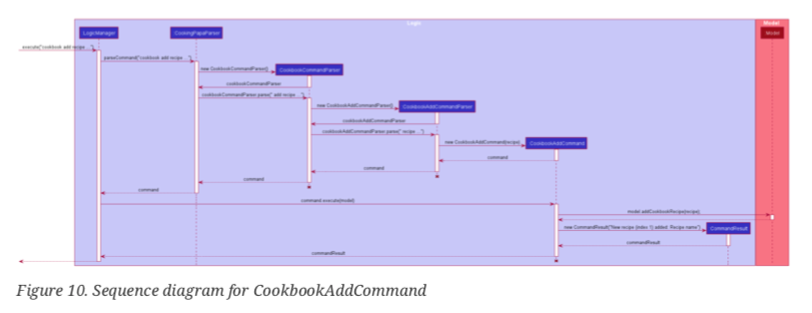 Logic
Model
LogicManager
CookingPapaParser
Model
execute("cookbook add recipe ...")
parseCommand("cookbook add recipe ...")
new CookbookCommandParser()
CookbookCommandParser
cookbookCommandParser
cookbookCommandParser.parse(" add recipe ...")
new CookbookAddCommandParser()
CookbookAddCommandParser
cookbookAddCommandParser
cookbookAddCommandParser.parse(" recipe ...")
new CookbookAddCommand(recipe)
CookbookAddCommand
command
command
command
command
command.execute(model)
model.addCookbookRecipe(recipe)
new CommandResult("New recipe (index 1) added: Recipe name")
CommandResult
commandResult
commandResult
Figure 10. Sequence diagram for CookbookAddCommand